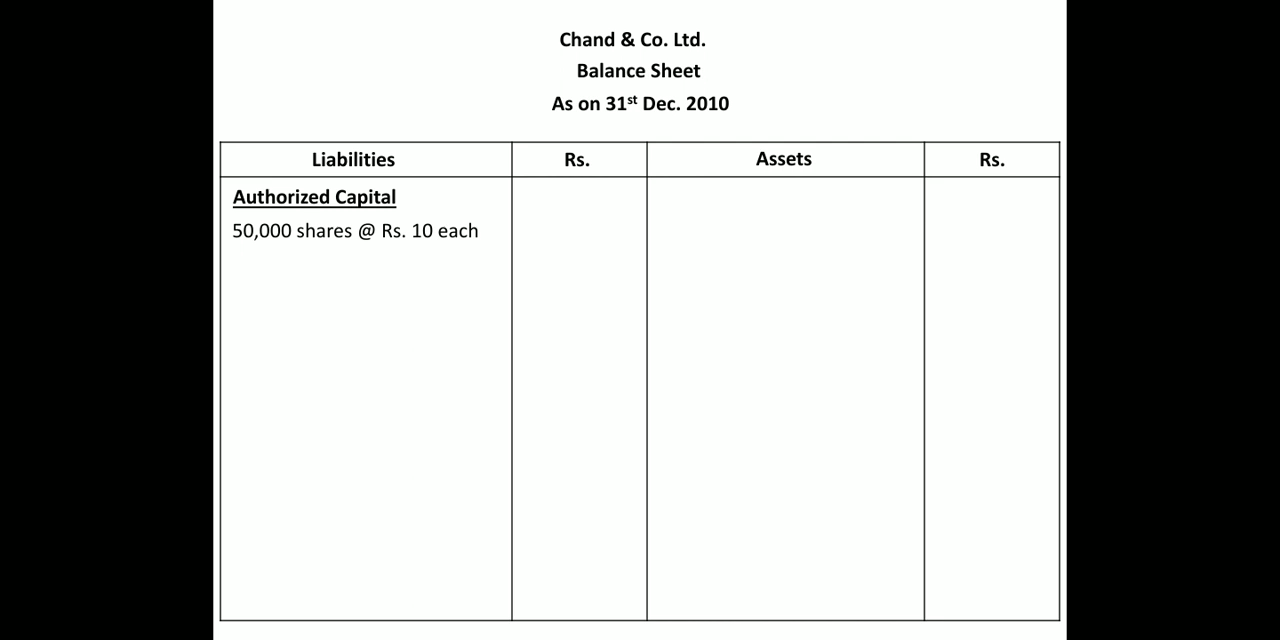 Chand & Co. Ltd.
Balance Sheet
As on 31st Dec. 2010
Liabilities Rs. Assets Rs.
Authorized Capital
50,000 shares @ Rs. 10 each